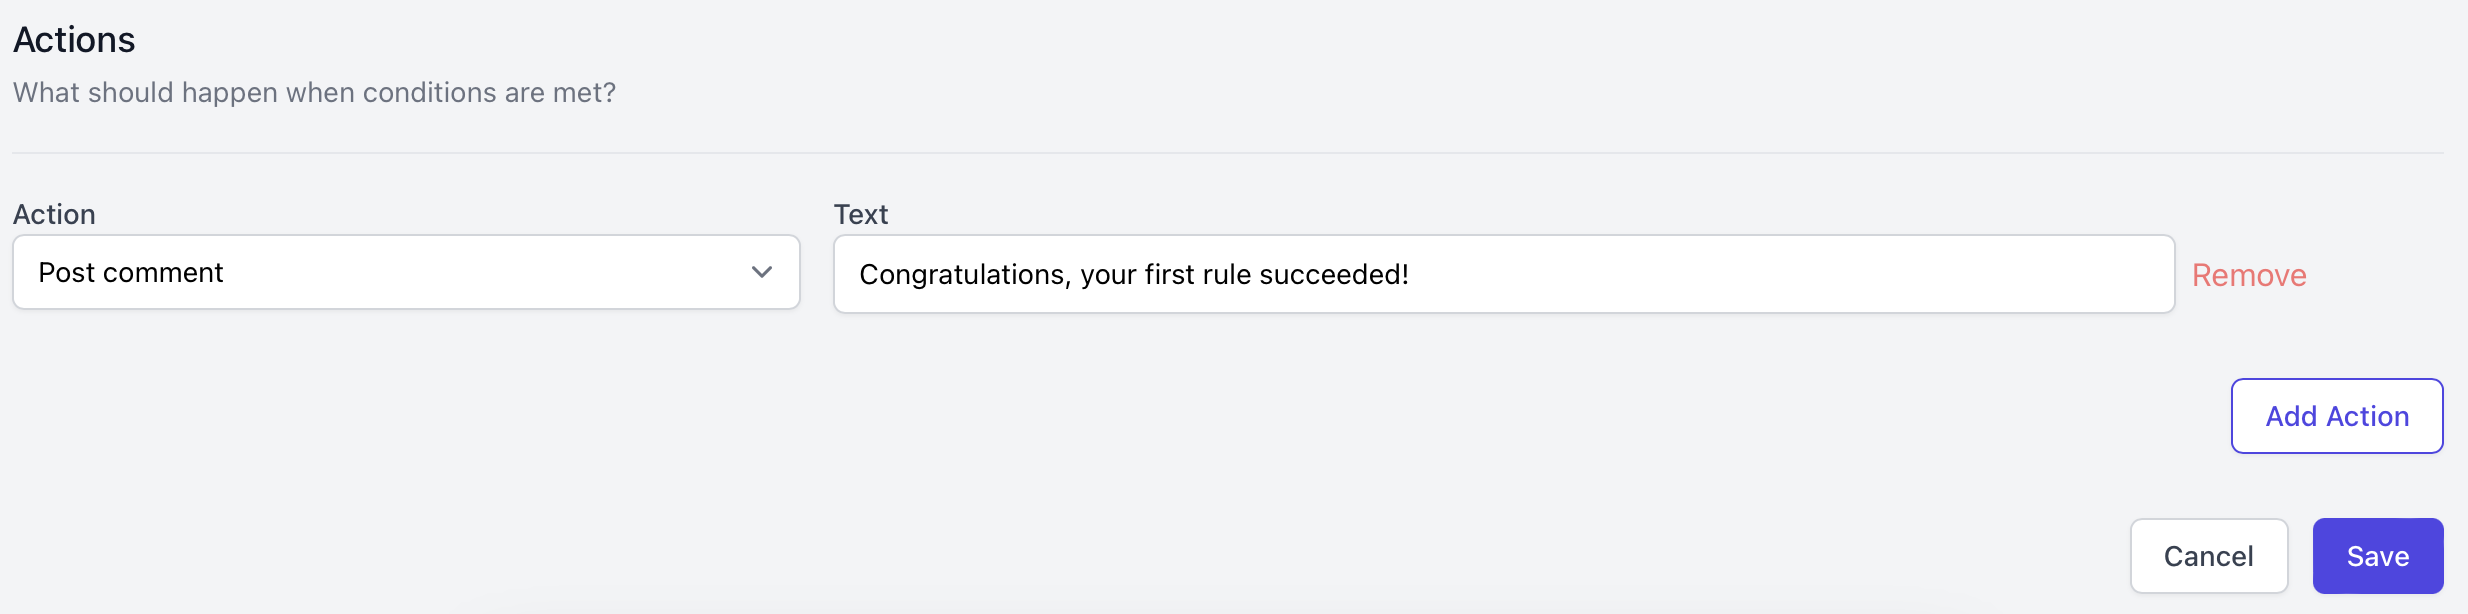 Actions
What should happen when conditions are met?
Action
Text
Post comment
Congratulations, your first rule succeeded!
Remove
Add Action
Cancel
Save